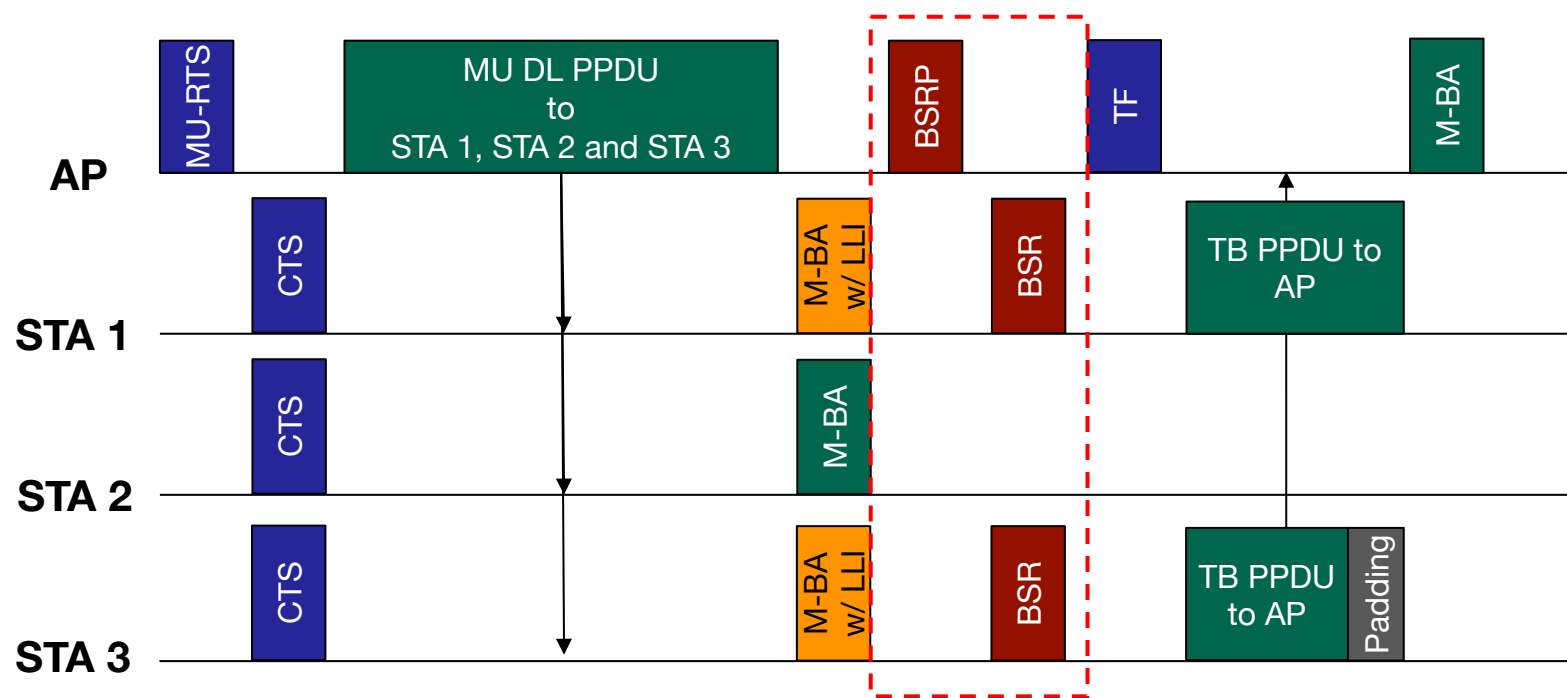 MU-RTS
MU DL PPDU
to
STA 1, STA 2 and STA 3
BSRP
TF
M-BA
AP
CTS
M-BA
w/ LLI
BSR
TB PPDU to
AP
STA 1
CTS
M-BA
STA 2
CTS
M-BA
w/ LLI
BSR
TB PPDU
to AP
Padding
STA 3